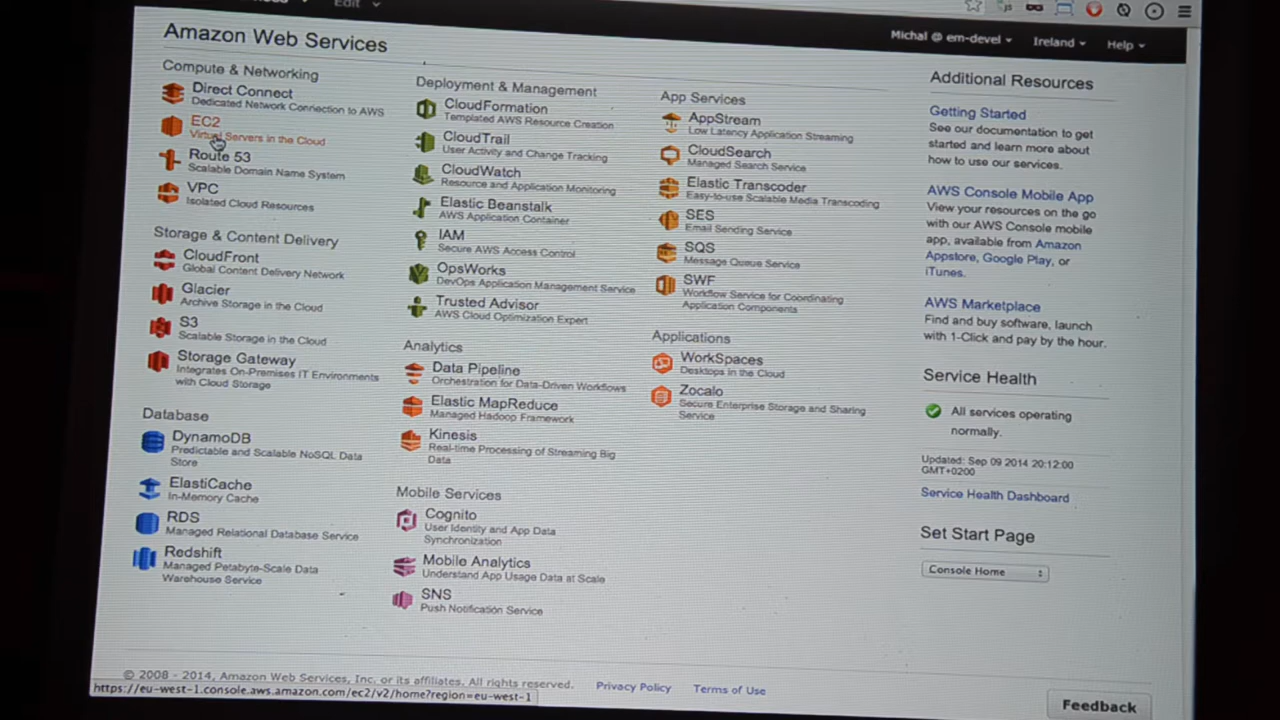 Edit
Michal @ em-devel
Ireland
Help
Amazon Web Services
Compute & Networking
Direct Connect
Dedicated Network Connection to AWS
EC2
Virtual Servers in the Cloud
Route 53
Scalable Domain Name System
VPC
Isolated Cloud Resources
Storage & Content Delivery
CloudFront
Global Content Delivery Network
Glacier
Archive Storage in the Cloud
S3
Scalable Storage in the Cloud
Storage Gateway
Integrates On-Premises IT Environments
with Cloud Storage
Database
DynamoDB
Predictable and Scalable NoSQL Data
Store
ElastiCache
In-Memory Cache
RDS
Managed Relational Database Service
Redshift
Managed Petabyte-Scale Data
Warehouse Service
Deployment & Management
CloudFormation
Templated AWS Resource Creation
CloudTrail
User Activity and Change Tracking
CloudWatch
Resource and Application Monitoring
Elastic Beanstalk
AWS Application Container
IAM
Secure AWS Access Control
OpsWorks
DevOps Application Management Service
Trusted Advisor
AWS Cloud Optimization Expert
Analytics
Data Pipeline
Orchestration for Data-Driven Workflows
Elastic MapReduce
Managed Hadoop Framework
Kinesis
Real-time Processing of Streaming Big
Data
Mobile Services
Cognito
User Identity and App Data
Synchronization
Mobile Analytics
Understand App Usage Data at Scale
SNS
Push Notification Service
App Services
AppStream
Low Latency Application Streaming
CloudSearch
Managed Search Service
Elastic Transcoder
Easy-to-use Scalable Media Transcoding
SES
Email Sending Service
SQS
Message Queue Service
SWF
Workflow Service for Coordinating
Application Components
Applications
WorkSpaces
Desktops in the Cloud
Zocalo
Secure Enterprise Storage and Sharing
Service
Additional Resources
Getting Started
See our documentation to get
started and learn more about
how to use our services.
AWS Console Mobile App
View your resources on the go
with our AWS Console mobile
app, available from Amazon
Appstore, Google Play, or
iTunes.
AWS Marketplace
Find and buy software, launch
with 1-Click and pay by the hour.
Service Health
All services operating
normally.
Updated: Sep 09 2014 20:12:00
GMT+0200
Service Health Dashboard
Set Start Page
Console Home
© 2008 - 2014, Amazon Web Services, Inc. or its affiliates. All rights reserved.
Privacy Policy
Terms of Use
https://eu-west-1.console.aws.amazon.com/ec2/v2/home?region=eu-west-1
Feedback